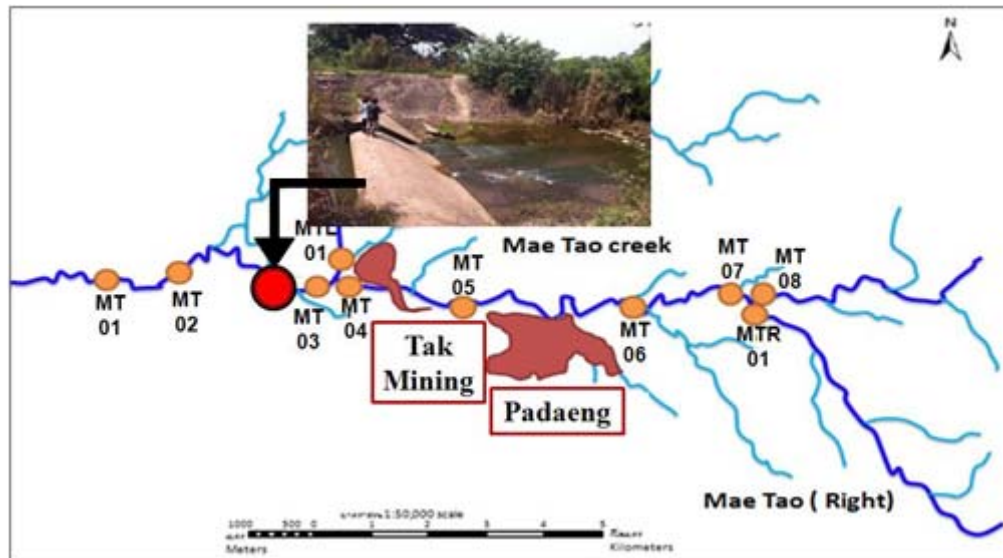 N
MTL
01
Mae Tao creek
MT
07
MT
08
MT
05
MT
01
MT
02
MT
03
MT
04
MT
06
MTR
01
Tak
Mining
Padaeng
Mae Tao ( Right)
1:50,000 scale
1000 500 0 1 2 3 4 5
Meters
Kilometers